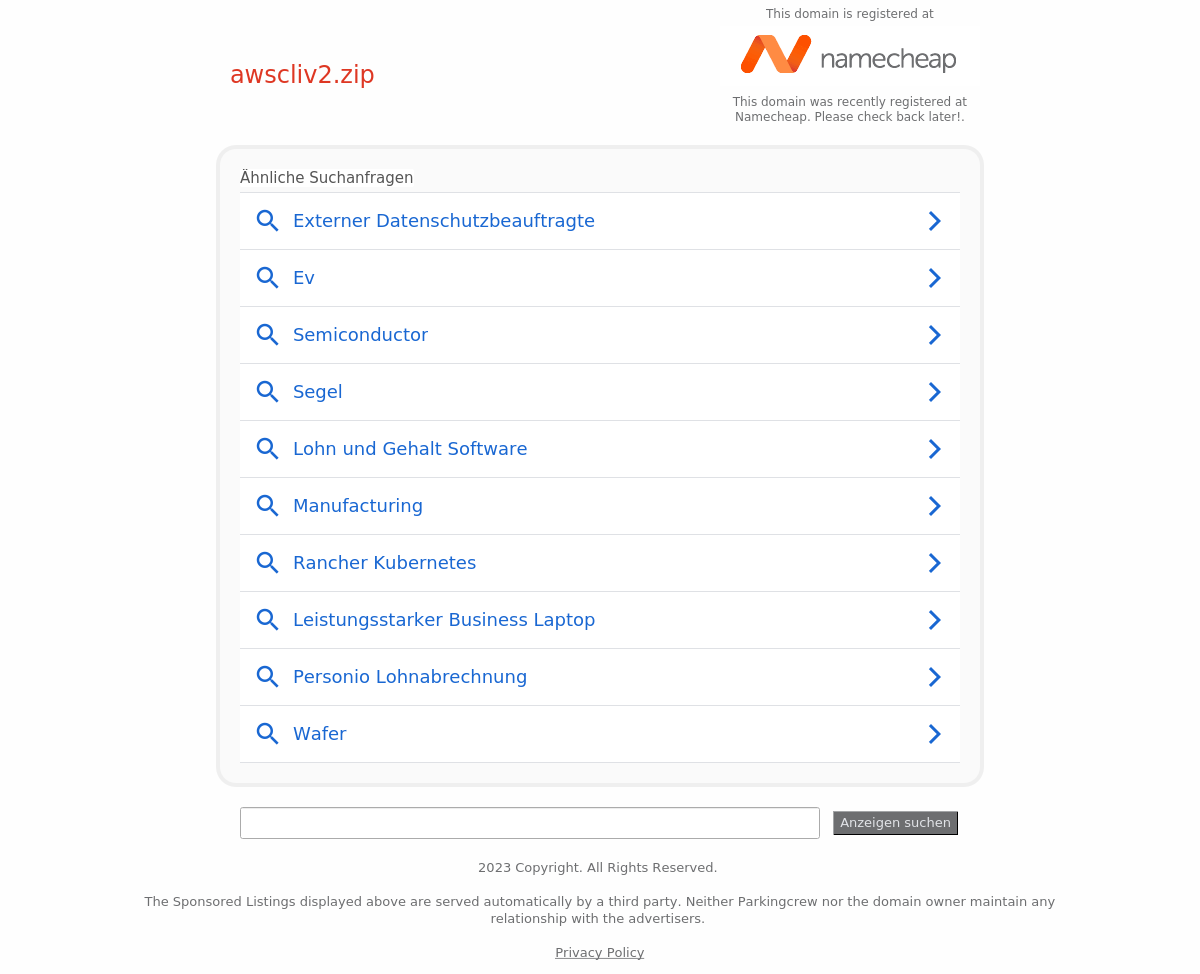 This domain is registered at
namecheap
awscliv2.zip
This domain was recently registered at
Namecheap. Please check back later!.
Ähnliche Suchanfragen
Externer Datenschutzbeauftragte
Ev
Semiconductor
Segel
Lohn und Gehalt Software
Manufacturing
Rancher Kubernetes
Leistungsstarker Business Laptop
Personio Lohnabrechnung
Wafer
Anzeigen suchen
2023 Copyright. All Rights Reserved.
The Sponsored Listings displayed above are served automatically by a third party. Neither Parkingcrew nor the domain owner maintain any
relationship with the advertisers.
Privacy Policy